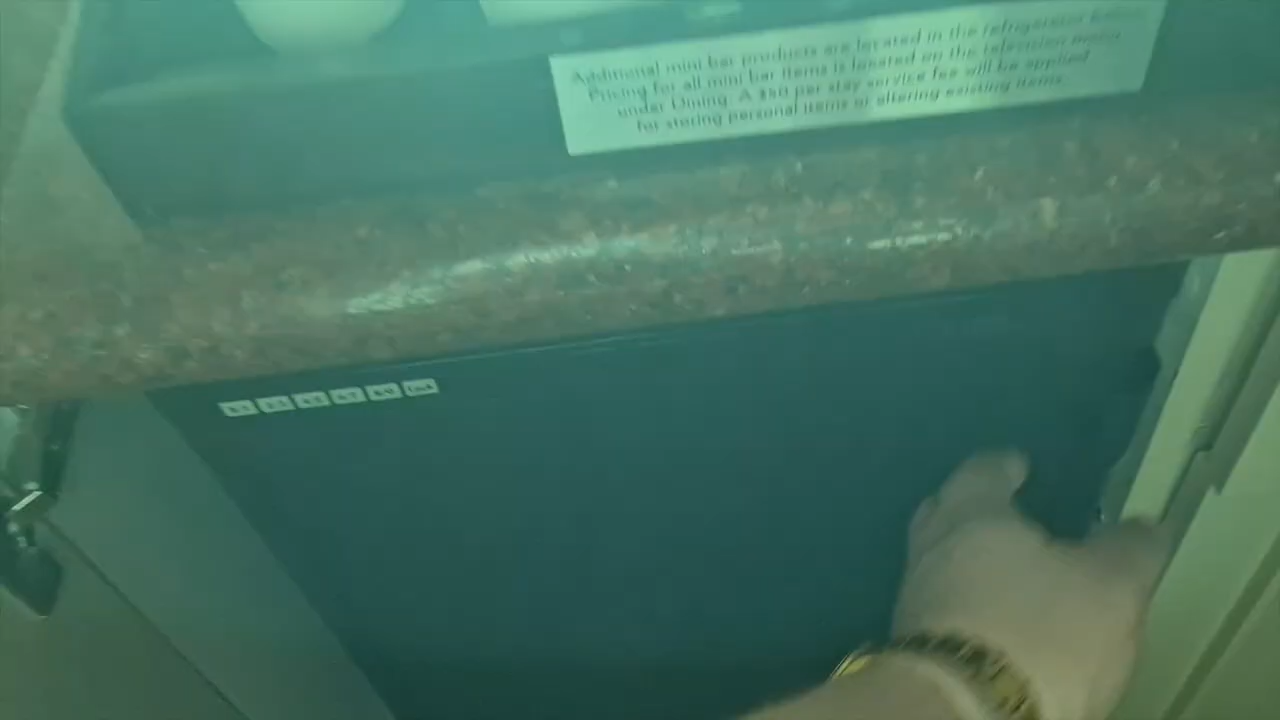 Additional mini bar products are located in the refrigerator below.
Pricing for all mini bar items is located on the television menu
under Dining. A $50 per stay service fee will be applied
for storing personal items or altering existing items.
Lock